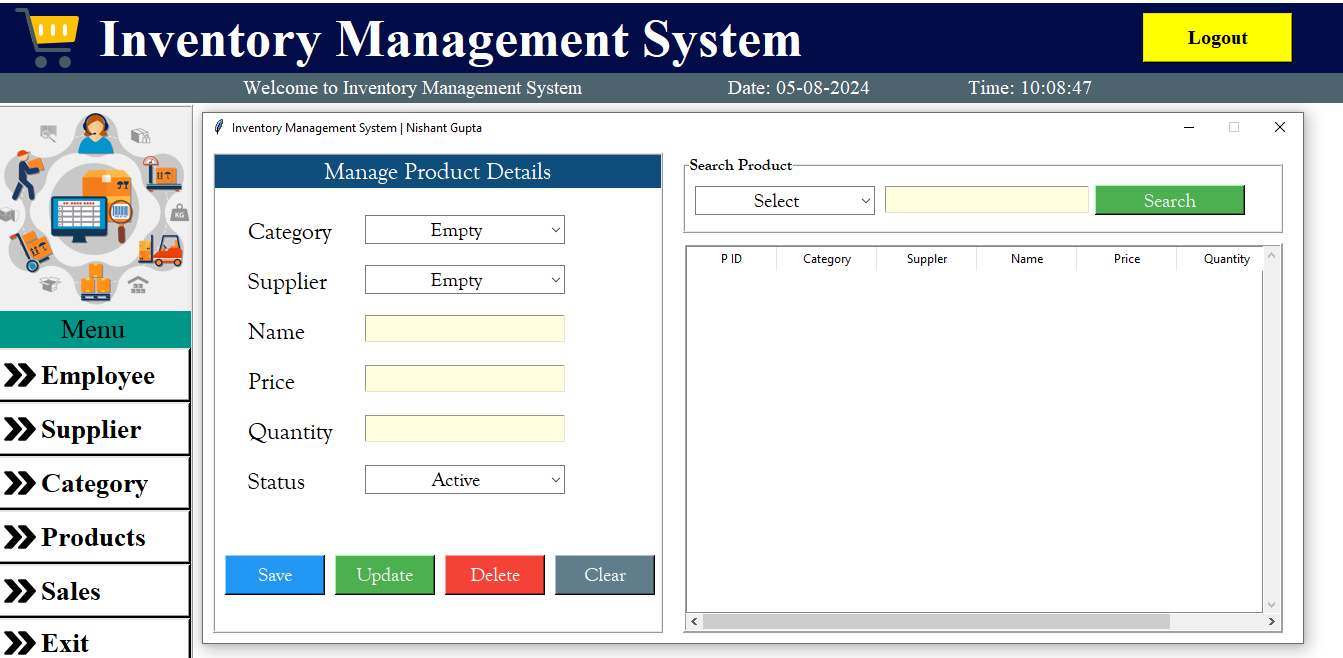 Inventory Management System
Logout
Welcome to Inventory Management System Date: 05-08-2024 Time: 10:08:47
Inventory Management System | Nishant Gupta
Manage Product Details
Category Empty
Supplier Empty
Name
Price
Quantity
Status Active
Save Update Delete Clear
Search Product
Select Search
P ID Category Suppler Name Price Quantity
KG
Menu
Employee
Supplier
Category
Products
Sales
Exit